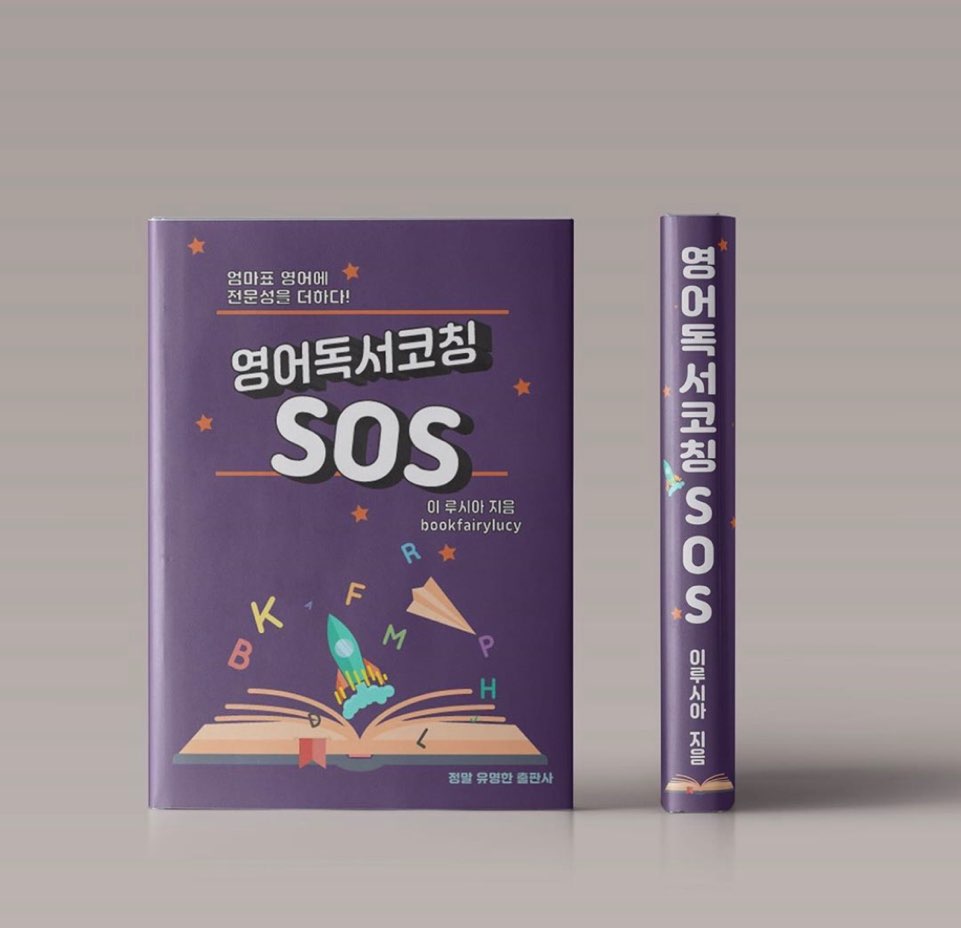 엄마표 영어에
전문성을 더하다!
영어독서코칭
SOS
이 루시아 지음
bookfairylucy
R
F
K
B
A
M
P
H
D
L
정말 유명한 출판사
영어독서코칭 SOS
이루시아 지음